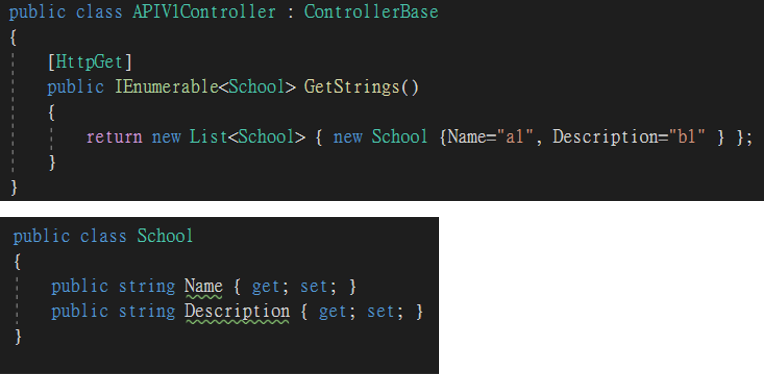 public class APIV1Controller : ControllerBase
{
[HttpGet]
public IEnumerable<School> GetStrings()
{
return new List<School> { new School {Name="a1", Description="b1" } };
}
}
public class School
{
public string Name { get; set; }
public string Description { get; set; }
}